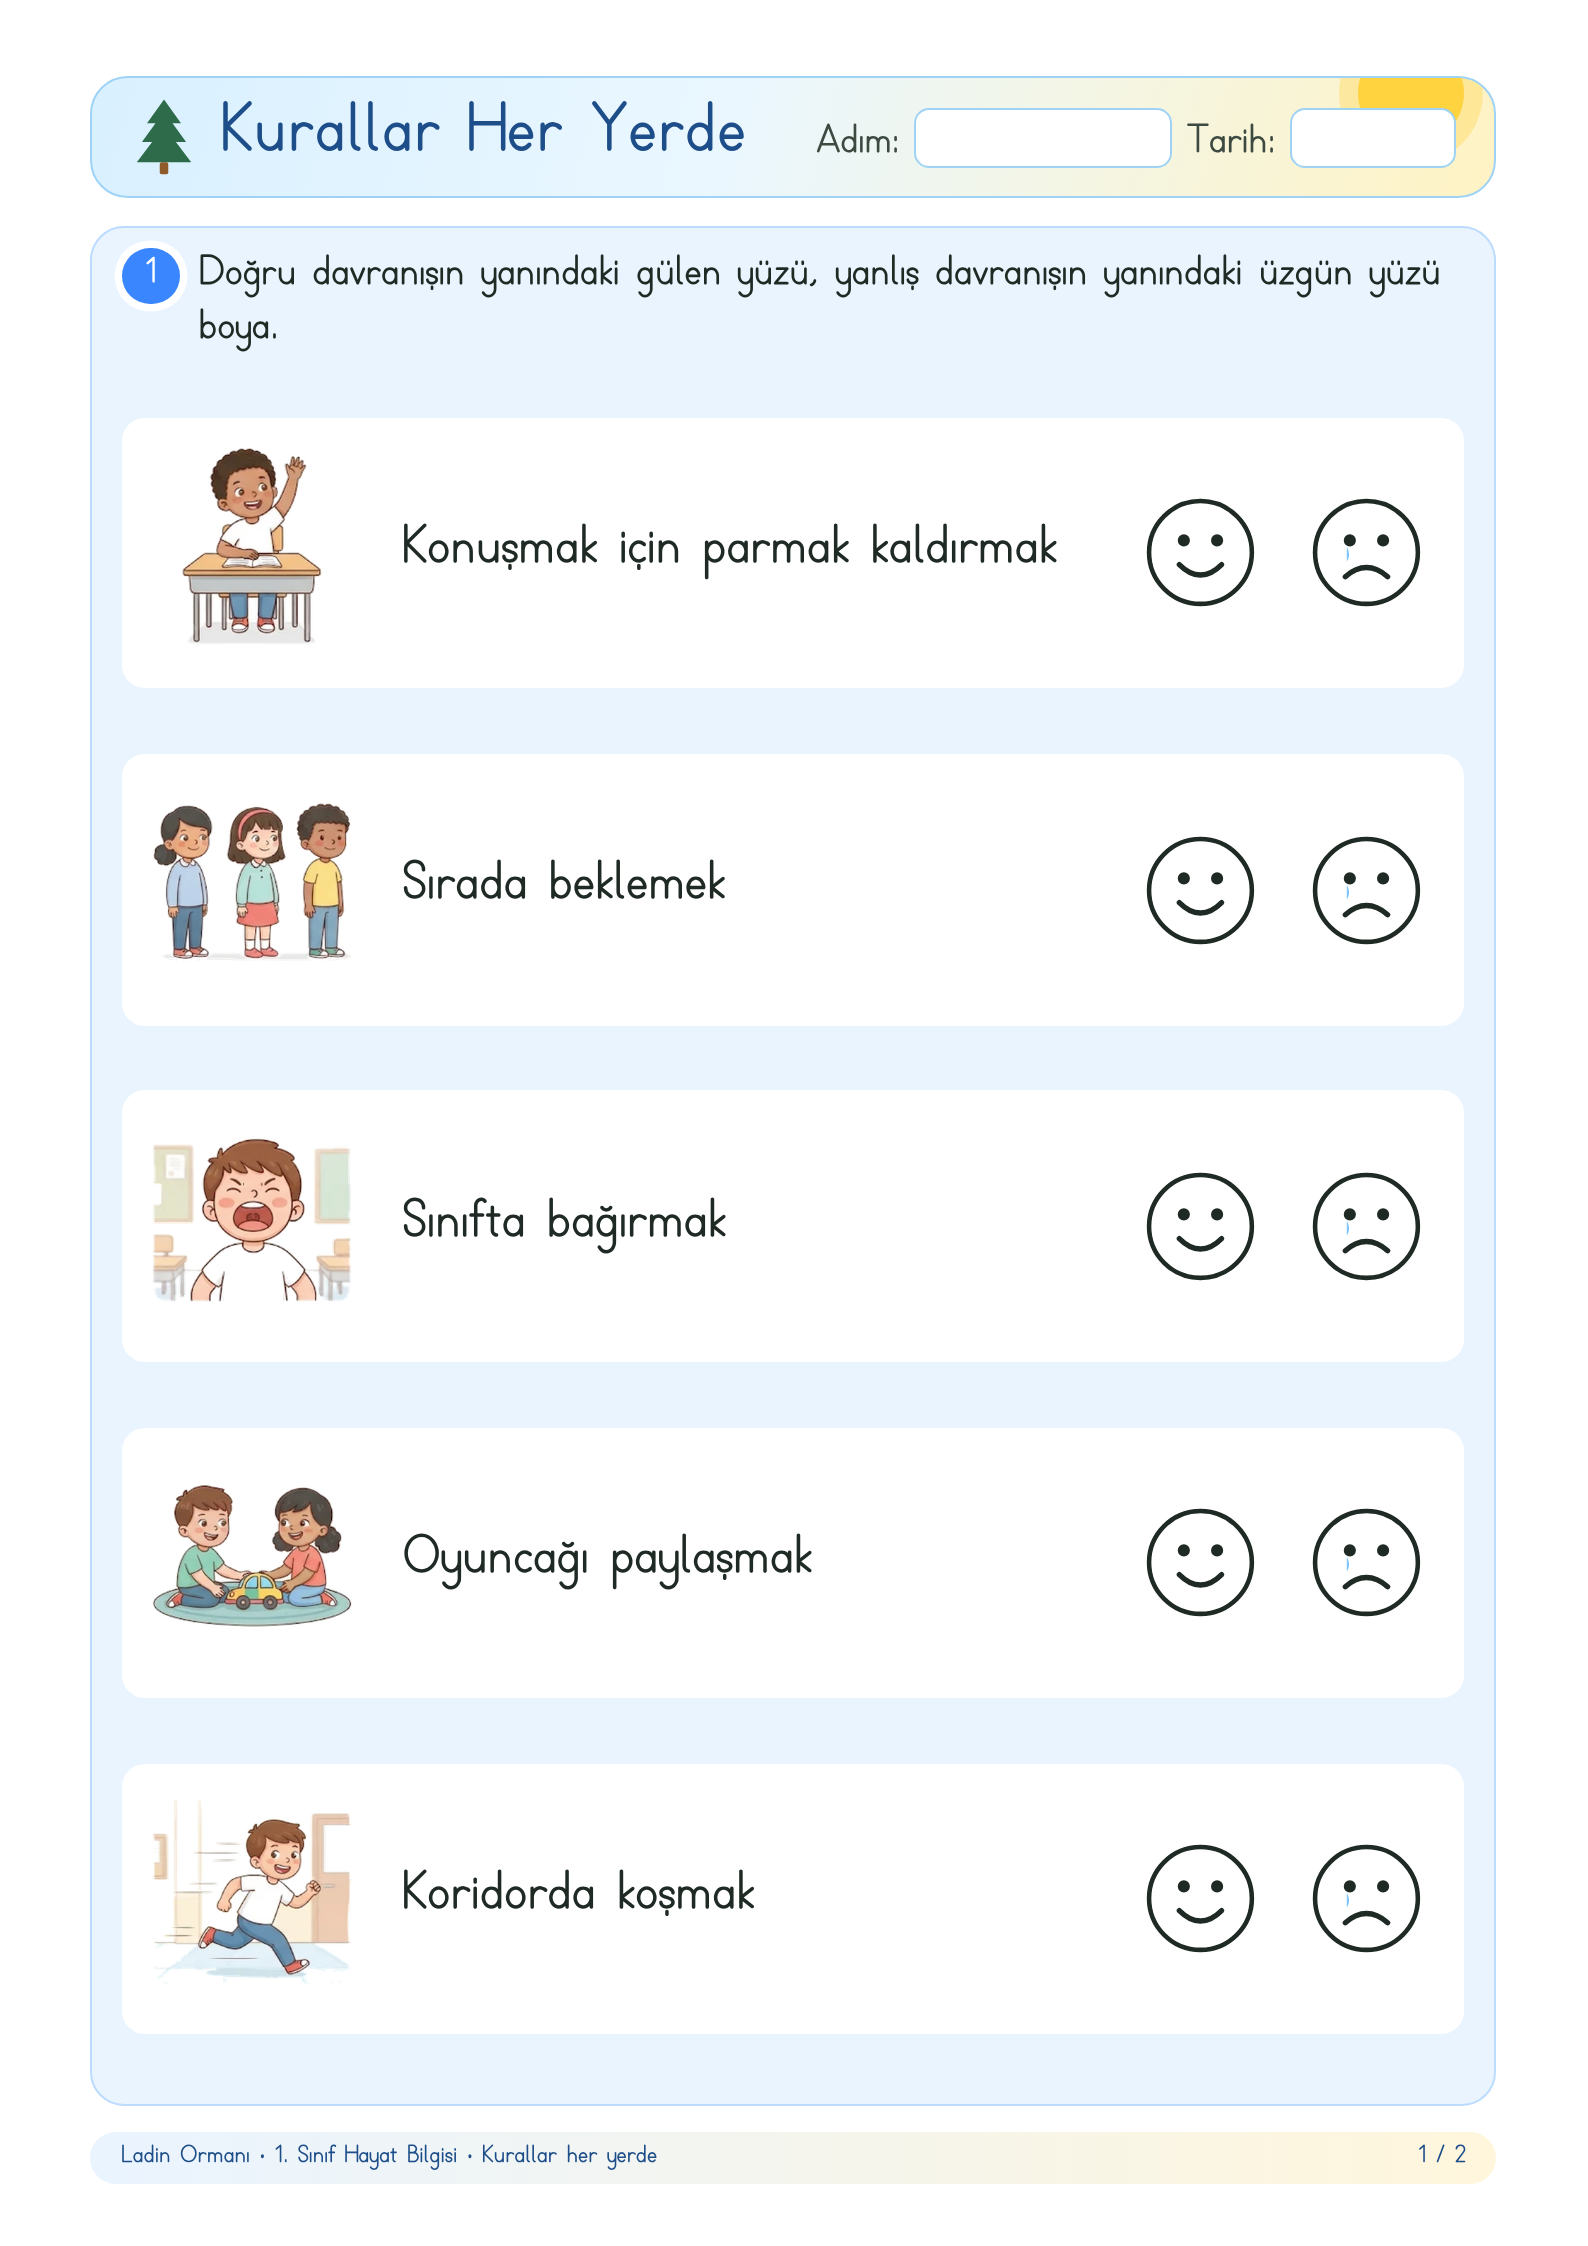 Kurallar Her Yerde
Adım:
Tarih:
1
Doğru davranışın yanındaki gülen yüzü, yanlış davranışın yanındaki üzgün yüzü
boya.
Konuşmak için parmak kaldırmak
Sırada beklemek
Sınıfta bağırmak
Oyuncağı paylaşmak
Koridorda koşmak
Ladin Ormanı • 1. Sınıf Hayat Bilgisi • Kurallar her yerde
1 / 2